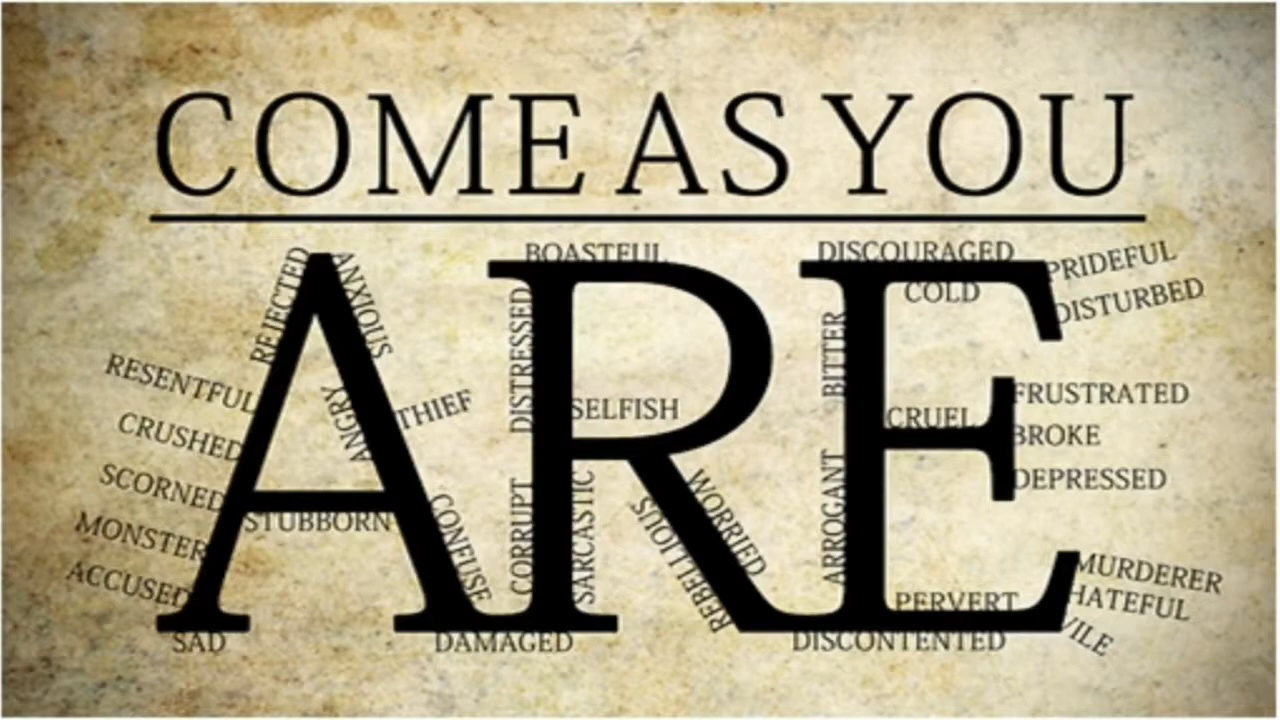 COME AS YOU
ARE
REJECTED
ANXIOUS
RESENTFUL
CRUSHED
SCORNED
MONSTER
ACCUSED
SAD
ANGRY
THIEF
STUBBORN
CONFUSE
DAMAGED
BOASTFUL
DISTRESSED
SELFISH
CORRUPT
SARCASTIC
WORRIED
REBELLIOUS
DISCOURAGED
COLD
BITTER
CRUEL
ARROGANT
PERVERT
DISCONTENTED
PRIDEFUL
DISTURBED
FRUSTRATED
BROKE
DEPRESSED
MURDERER
HATEFUL
VILE